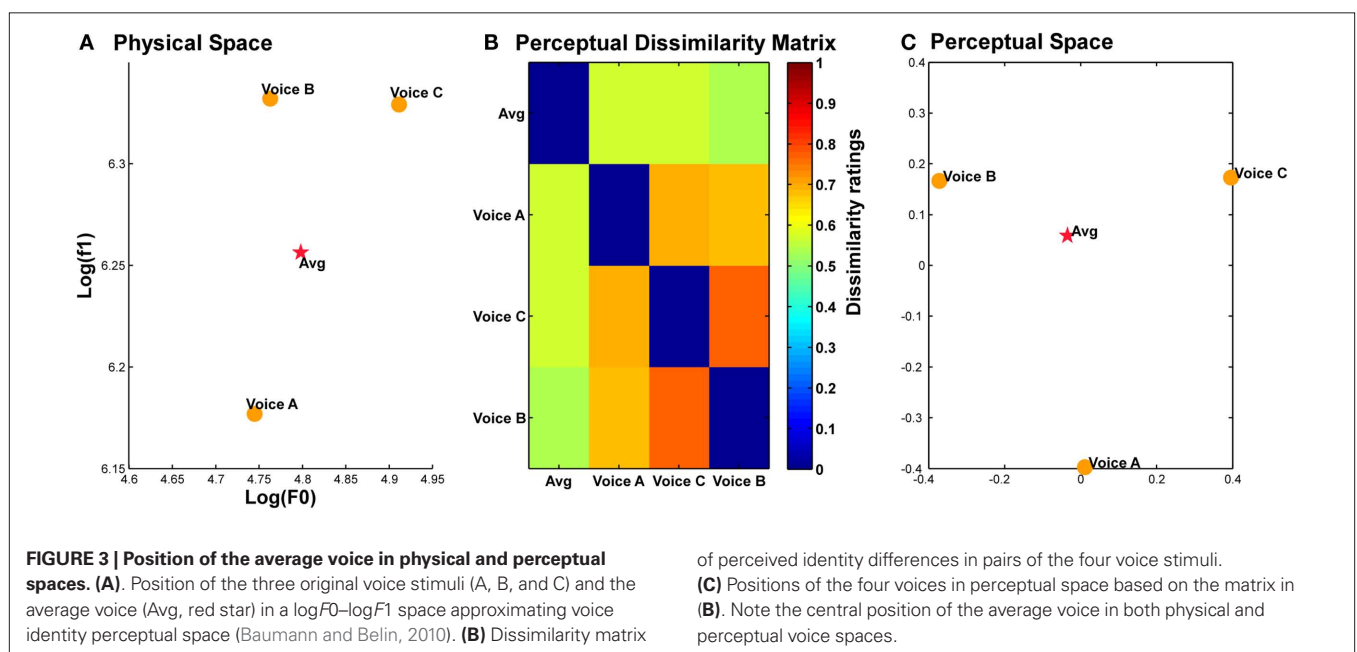 A Physical Space
Voice B
Voice C
6.3
Avg
6.25
Log(f1)
6.2
Voice A
6.15
4.6 4.65 4.7 4.75 4.8 4.85 4.9 4.95
Log(F0)
B Perceptual Dissimilarity Matrix
Avg
Voice A
Voice C
Voice B
Avg Voice A Voice C Voice B
1
0.9
0.8
0.7
0.6
0.5
0.4
0.3
0.2
0.1
0
Dissimilarity ratings
C Perceptual Space
0.4
0.3
0.2
Voice B
Voice C
0.1
Avg
0
-0.1
-0.2
-0.3
-0.4
Voice A
-0.4 -0.2 0 0.2 0.4
FIGURE 3 | Position of the average voice in physical and perceptual
spaces. (A). Position of the three original voice stimuli (A, B, and C) and the
average voice (Avg, red star) in a logF0–logF1 space approximating voice
identity perceptual space (Baumann and Belin, 2010). (B) Dissimilarity matrix
of perceived identity differences in pairs of the four voice stimuli.
(C) Positions of the four voices in perceptual space based on the matrix in
(B). Note the central position of the average voice in both physical and
perceptual voice spaces.